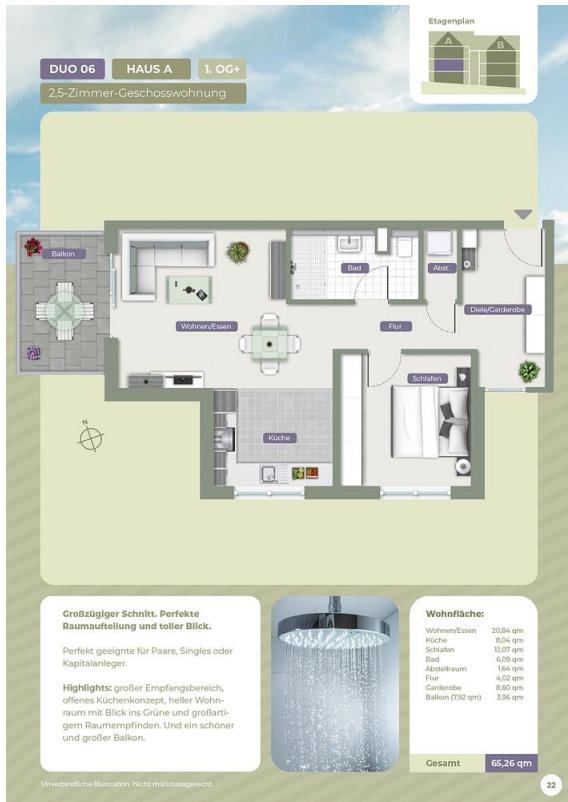 Etagenplan
A
B
DUO 06 HAUS A 1. OG+
2,5-Zimmer-Geschosswohnung
Balkon
Bad
Abst.
Diele/Garderobe
Wohnen/Essen
Flur
Schlafen
Küche
N
Großzügiger Schnitt. Perfekte
Raumaufteilung und toller Blick.
Perfekt geeignte für Paare, Singles oder
Kapitalanleger.
Highlights: großer Empfangsbereich,
offenes Küchenkonzept, heller Wohn-
raum mit Blick ins Grüne und großarti-
gem Raumempfinden. Und ein schöner
und großer Balkon.
Wohnfläche:
Wohnen/Essen 20,84 qm
Küche 8,04 qm
Schlafen 12,07 qm
Bad 6,09 qm
Abstellraum 1,64 qm
Flur 4,02 qm
Garderobe 8,60 qm
Balkon (7,92 qm) 3,96 qm
Gesamt 65,26 qm
Unverbindliche Illustration. Nicht maßstabsgerecht.
22